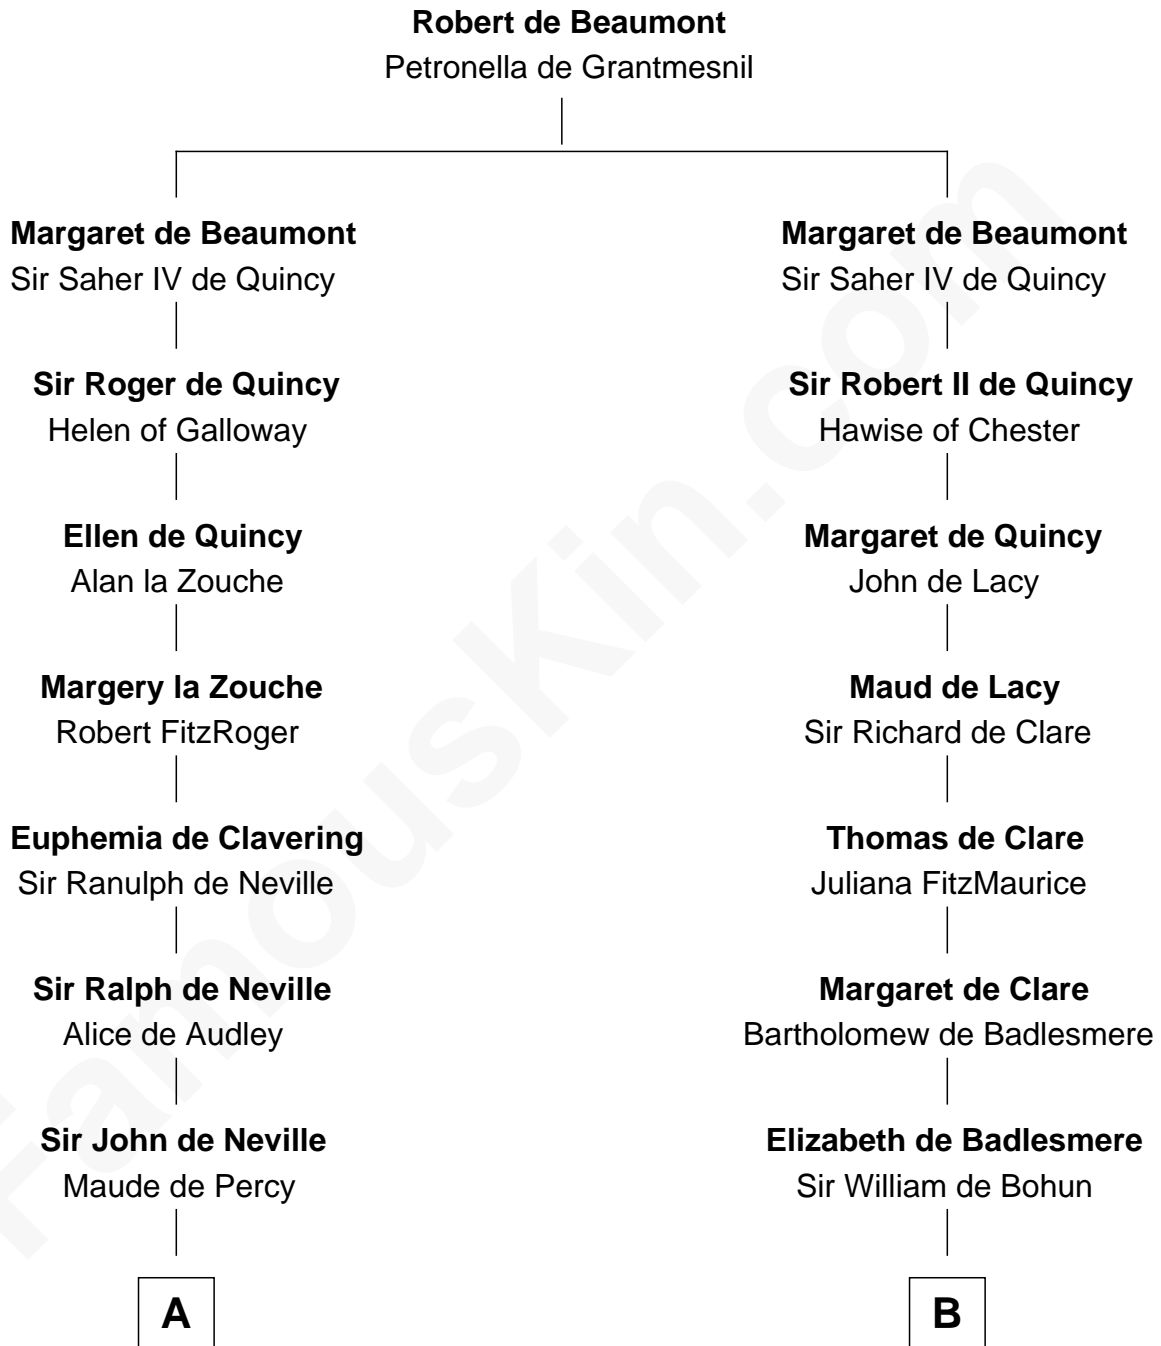 Robert de Beaumont
Petronella de Grantmesnil
Margaret de Beaumont
Sir Saher IV de Quincy
Margaret de Beaumont
Sir Saher IV de Quincy
Sir Roger de Quincy
Helen of Galloway
Sir Robert II de Quincy
Hawise of Chester
Ellen de Quincy
Alan la Zouche
Margaret de Quincy
John de Lacy
Margery la Zouche
Robert FitzRoger
Maud de Lacy
Sir Richard de Clare
Euphemia de Clavering
Sir Ranulph de Neville
Thomas de Clare
Juliana FitzMaurice
Sir Ralph de Neville
Alice de Audley
Margaret de Clare
Bartholomew de Badlesmere
Sir John de Neville
Maude de Percy
Elizabeth de Badlesmere
Sir William de Bohun
A
B
FamousKin.com